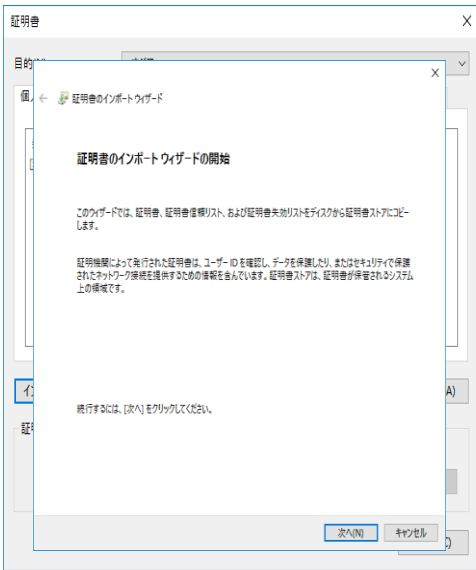 証明書
目的
個
証明書のインポート ウィザード
証明書のインポート ウィザードの開始
このウィザードでは、証明書、証明書信頼リスト、および証明書失効リストをディスクから証明書ストアにコピー
します。
証明機関によって発行された証明書は、ユーザー ID を確認し、データを保護したり、またはセキュリティで保護
されたネットワーク接続を提供するための情報を含んでいます。証明書ストアは、証明書が保管されるシステム
上の領域です。
イン
A)
続行するには、[次へ] をクリックしてください。
証明
次へ(N)
キャンセル